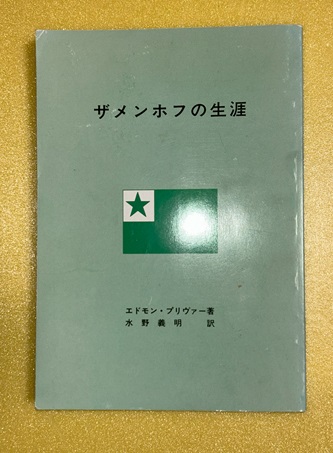 ザメンホフの生涯
エドモン・プリヴァー著
水野義明 訳